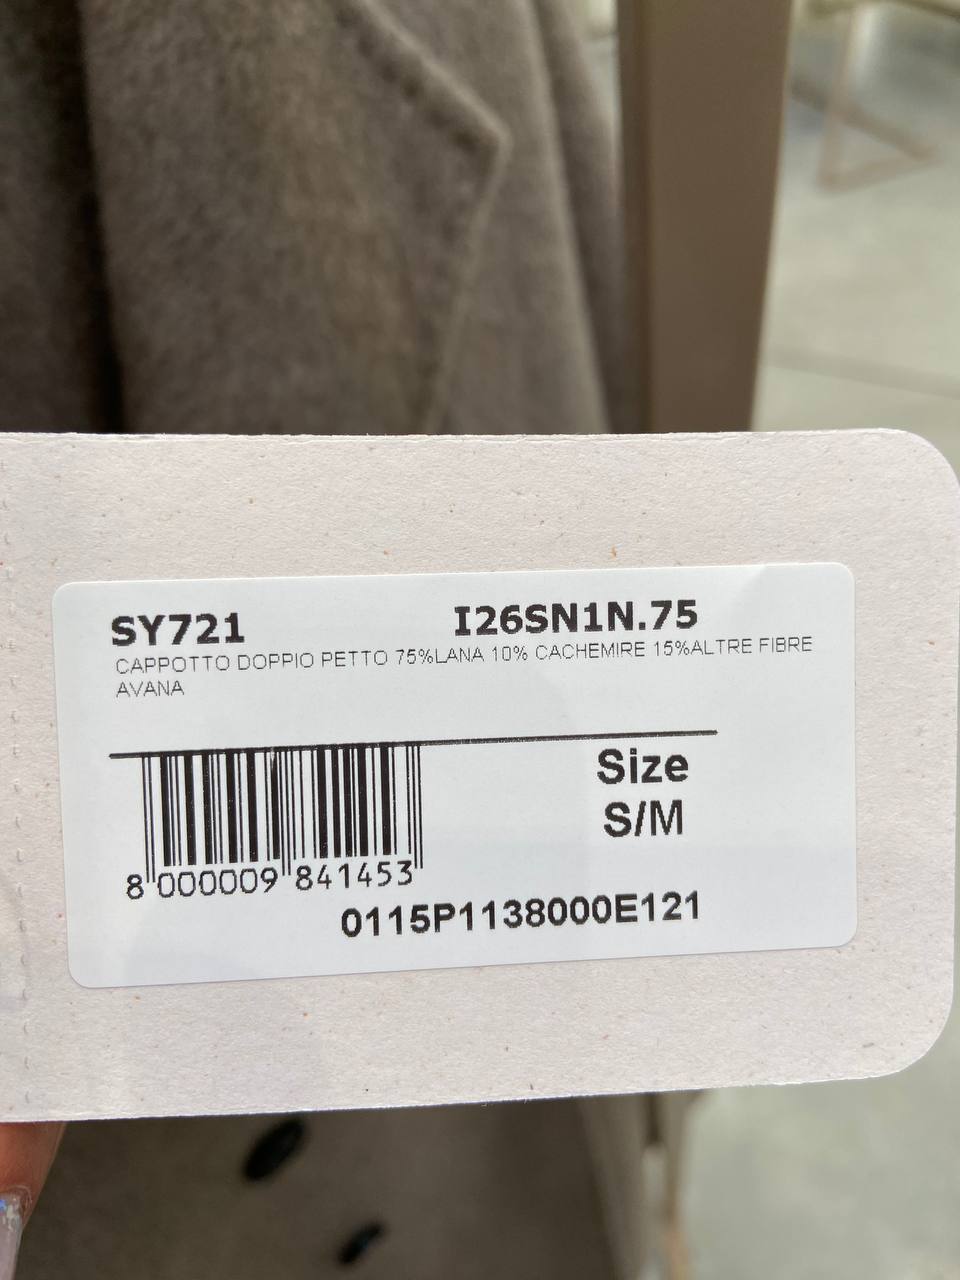 SY721 I26SN1N.75
CAPPOTTO DOPPIO PETTO 75%LANA 10% CACHEMIRE 15%ALTRE FIBRE
AVANA
Size
S/M
8 000009 841453
0115P1138000E121